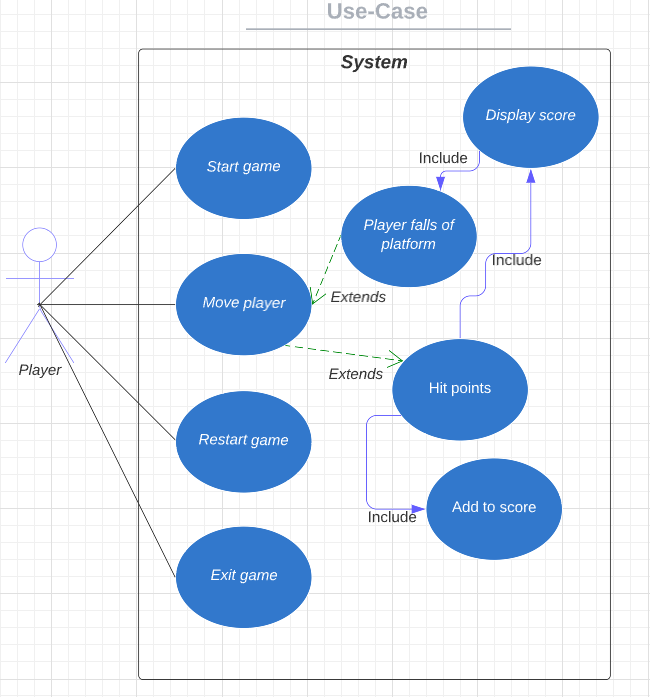 Use-Case
System
Display score
Start game
Include
Player falls of
platform
Include
Move player
Extends
Player
Extends
Hit points
Restart game
Add to score
Include
Exit game